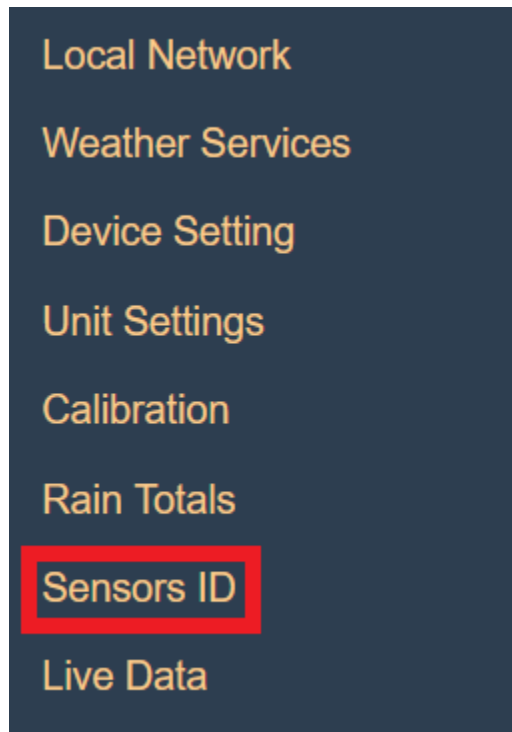 Local Network
Weather Services
Device Setting
Unit Settings
Calibration
Rain Totals
Sensors ID
Live Data